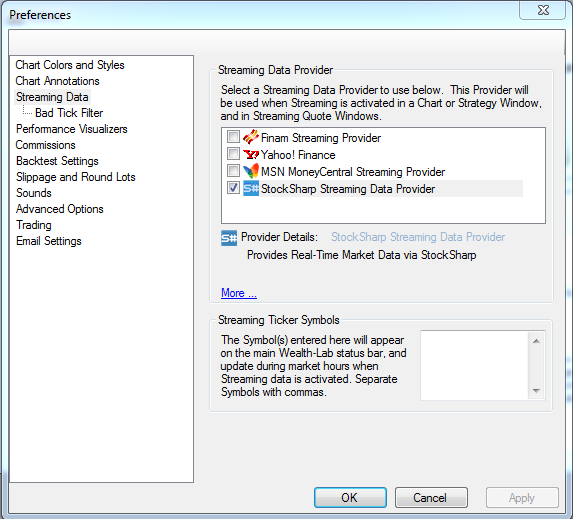 Preferences
Chart Colors and Styles
Chart Annotations
Streaming Data
Bad Tick Filter
Performance Visualizers
Commissions
Backtest Settings
Slippage and Round Lots
Sounds
Advanced Options
Trading
Email Settings
Streaming Data Provider
Select a Streaming Data Provider to use below. This Provider will
be used when Streaming is activated in a Chart or Strategy Window,
and in Streaming Quote Windows.
Finam Streaming Provider
Y! Yahoo! Finance
MSN MoneyCentral Streaming Provider
S# StockSharp Streaming Data Provider
S# Provider Details: StockSharp Streaming Data Provider
Provides Real-Time Market Data via StockSharp
More ...
Streaming Ticker Symbols
The Symbol(s) entered here will appear
on the main Wealth-Lab status bar, and
update during market hours when
Streaming data is activated. Separate
Symbols with commas.
OK
Cancel
Apply